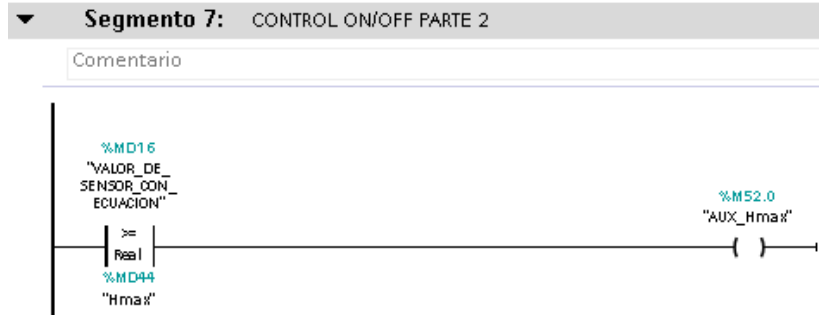 Segmento 7: CONTROL ON/OFF PARTE 2
Comentario
%MD16
"VALOR_DE_
SENSOR_CON_
ECUACION"
>=
Real
%MD44
"Hmax"
%M52.0
"AUX_Hmax"